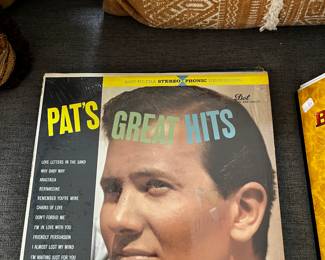 STEREOPHONIC
Dot
PAT'S GREAT HITS
LOVE LETTERS IN THE SAND
WHY BABY WHY
ANASTASIA
BERNARDINE
REMEMBER YOU'RE MINE
CHAINS OF LOVE
DON'T FORBID ME
I'M IN LOVE WITH YOU
FRIENDLY PERSUASION
I ALMOST LOST MY MIND
I'M WAITING JUST FOR YOU
B